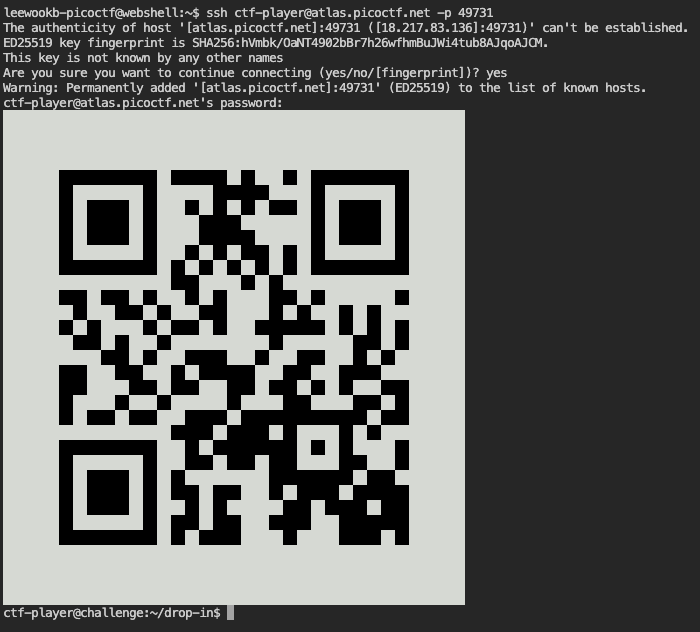 leewookb-picoctf@webshell:~$ ssh ctf-player@atlas.picoctf.net -p 49731
The authenticity of host '[atlas.picoctf.net]:49731 ([18.217.83.136]:49731)' can't be established.
ED25519 key fingerprint is SHA256:hVmbk/OaNT4902bBr7h26wfhmBuJWi4tub8AJqoAJCM.
This key is not known by any other names
Are you sure you want to continue connecting (yes/no/[fingerprint])? yes
Warning: Permanently added '[atlas.picoctf.net]:49731' (ED25519) to the list of known hosts.
ctf-player@atlas.picoctf.net's password:
ctf-player@challenge:~/drop-in$